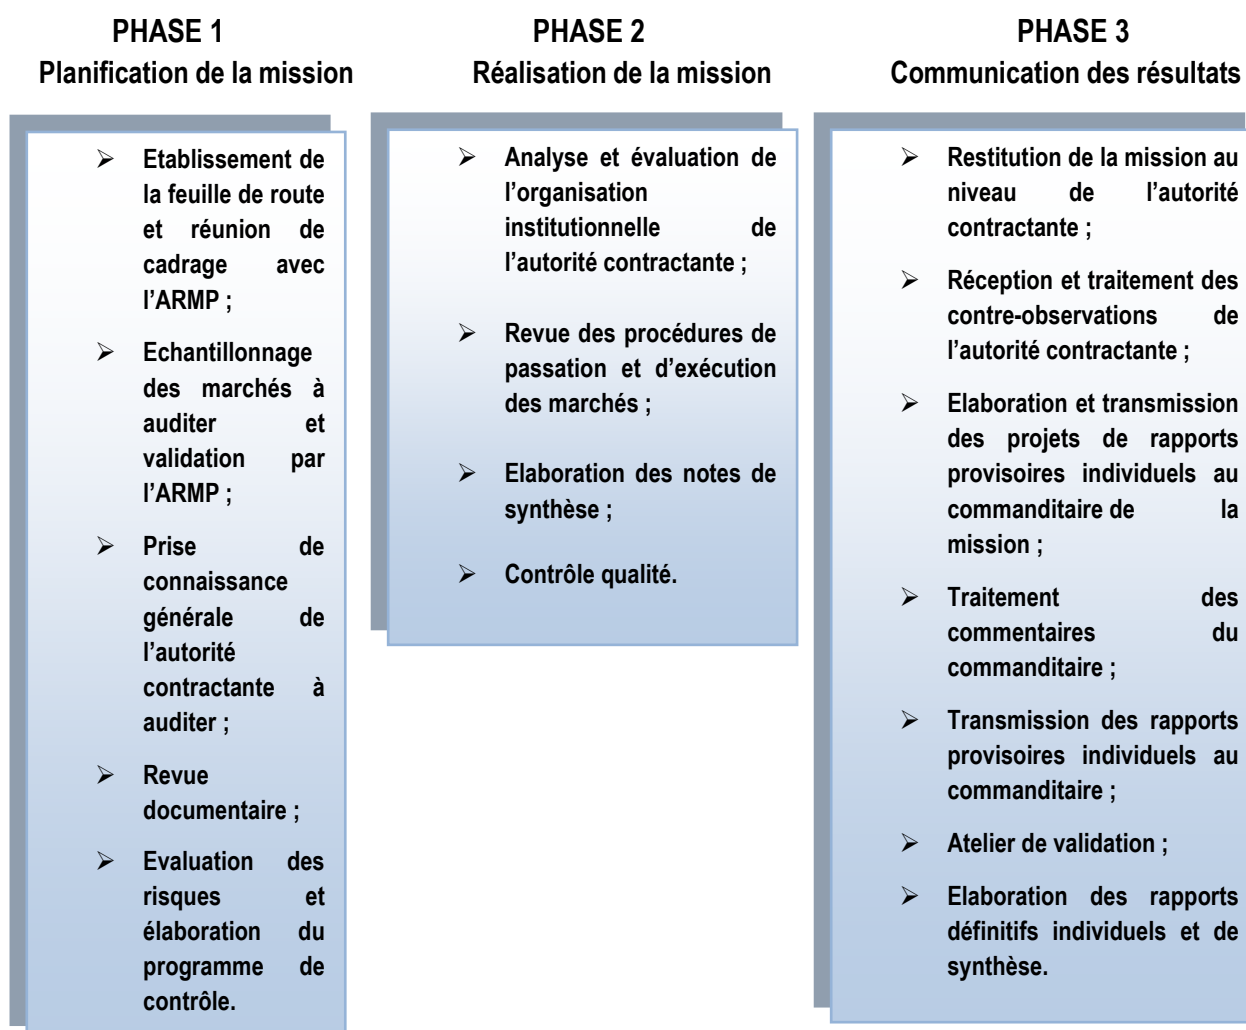 PHASE 1
Planification de la mission
➢ Etablissement de
la feuille de route
et réunion de
cadrage avec
l’ARMP ;
➢ Echantillonnage
des marchés à
auditer et
validation par
l’ARMP ;
➢ Prise de
connaissance
générale de
l’autorité
contractante à
auditer ;
➢ Revue
documentaire ;
➢ Evaluation des
risques et
élaboration du
programme de
contrôle.
PHASE 2
Réalisation de la mission
➢ Analyse et évaluation de
l’organisation
institutionnelle de
l’autorité contractante ;
➢ Revue des procédures de
passation et d’exécution
des marchés ;
➢ Elaboration des notes de
synthèse ;
➢ Contrôle qualité.
PHASE 3
Communication des résultats
➢ Restitution de la mission au
niveau de l’autorité
contractante ;
➢ Réception et traitement des
contre-observations de
l’autorité contractante ;
➢ Elaboration et transmission
des projets de rapports
provisoires individuels au
commanditaire de la
mission ;
➢ Traitement des
commentaires du
commanditaire ;
➢ Transmission des rapports
provisoires individuels au
commanditaire ;
➢ Atelier de validation ;
➢ Elaboration des rapports
définitifs individuels et de
synthèse.